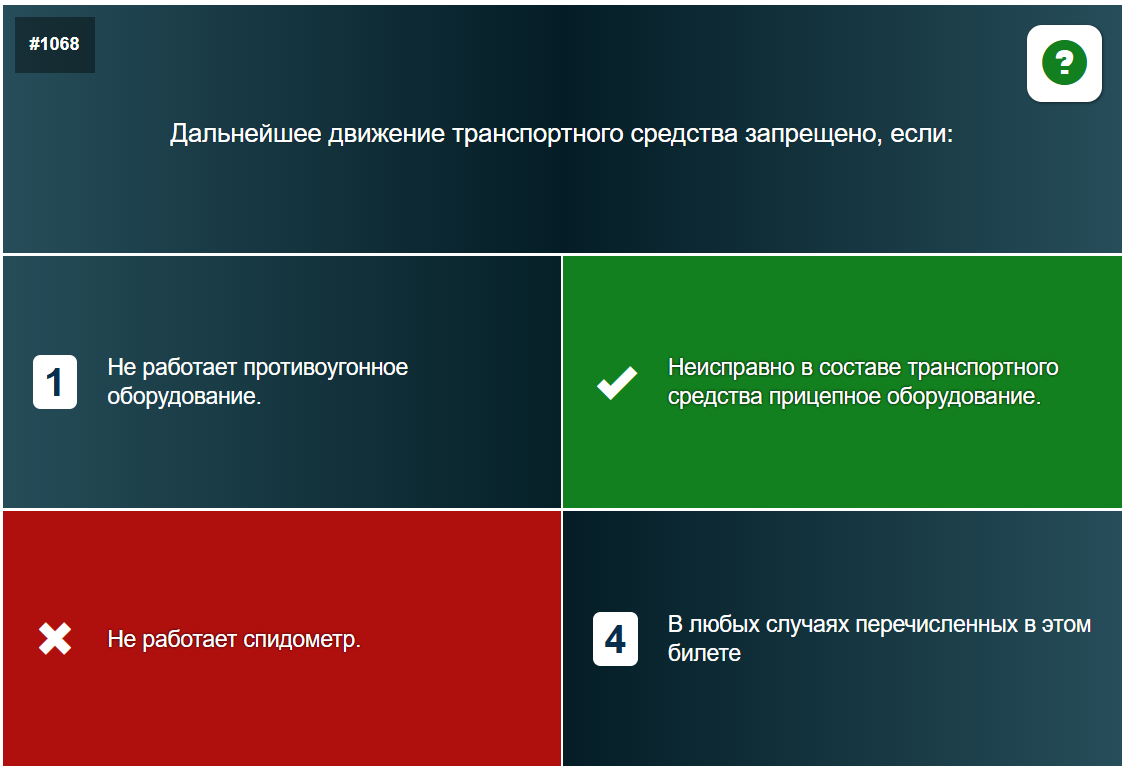 #1068
?
Дальнейшее движение транспортного средства запрещено, если:
1
Не работает противоугонное
оборудование.
Неисправно в составе транспортного
средства прицепное оборудование.
Не работает спидометр.
4
В любых случаях перечисленных в этом
билете